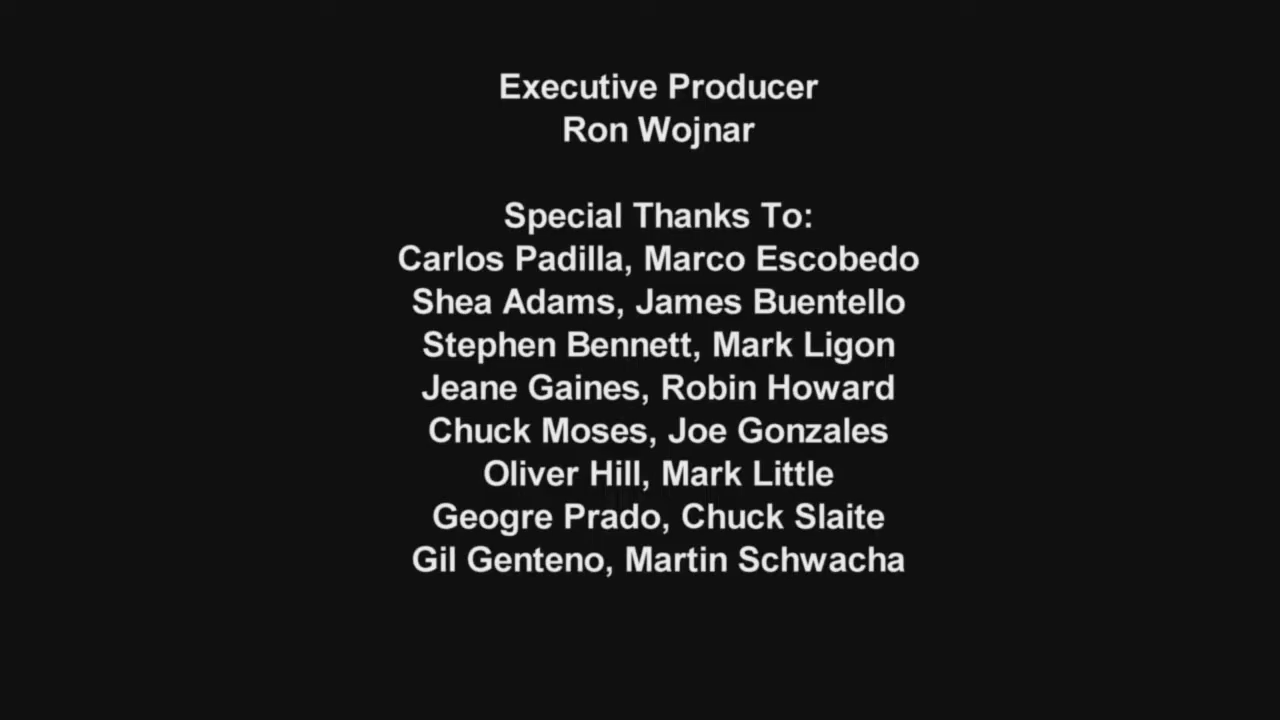 Executive Producer
Ron Wojnar
Special Thanks To:
Carlos Padilla, Marco Escobedo
Shea Adams, James Buentello
Stephen Bennett, Mark Ligon
Jeane Gaines, Robin Howard
Chuck Moses, Joe Gonzales
Oliver Hill, Mark Little
Geogre Prado, Chuck Slaite
Gil Genteno, Martin Schwacha